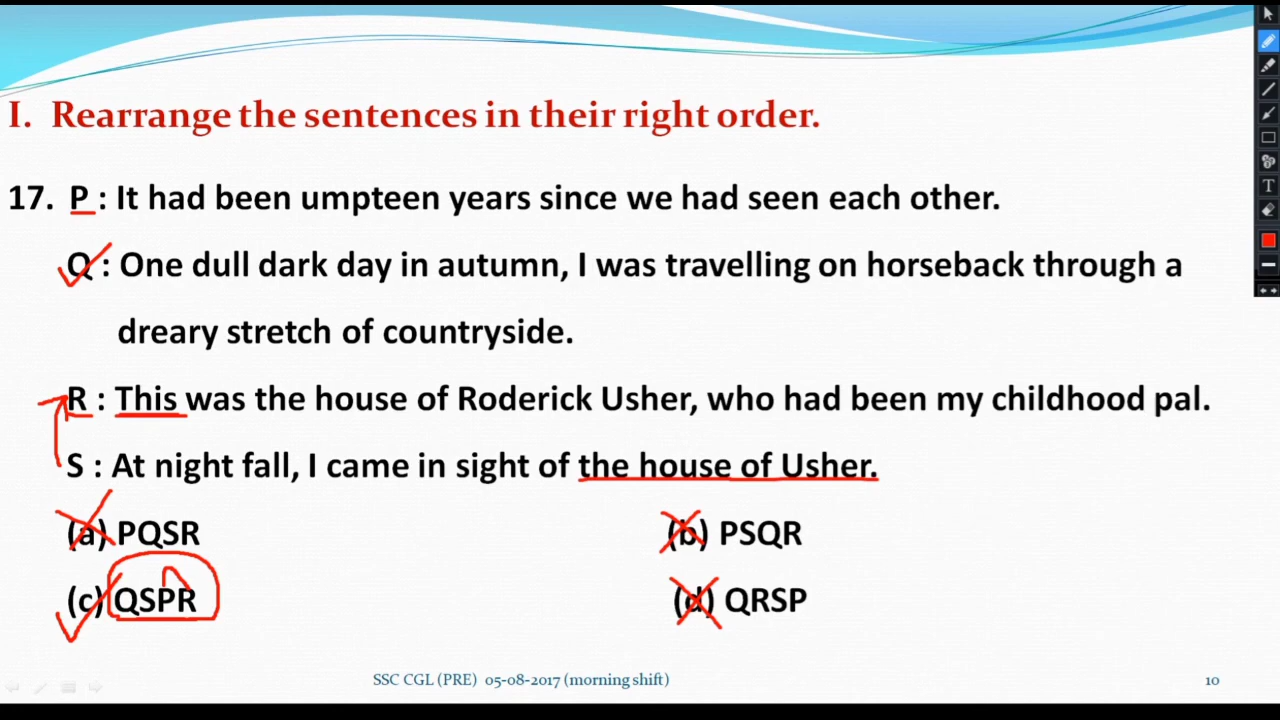 I. Rearrange the sentences in their right order.
17. P : It had been umpteen years since we had seen each other.
Q : One dull dark day in autumn, I was travelling on horseback through a
dreary stretch of countryside.
R : This was the house of Roderick Usher, who had been my childhood pal.
S : At night fall, I came in sight of the house of Usher.
(a) PQSR (b) PSQR
(c) QSPR (d) QRSP
SSC CGL (PRE) 05-08-2017 (morning shift) 10